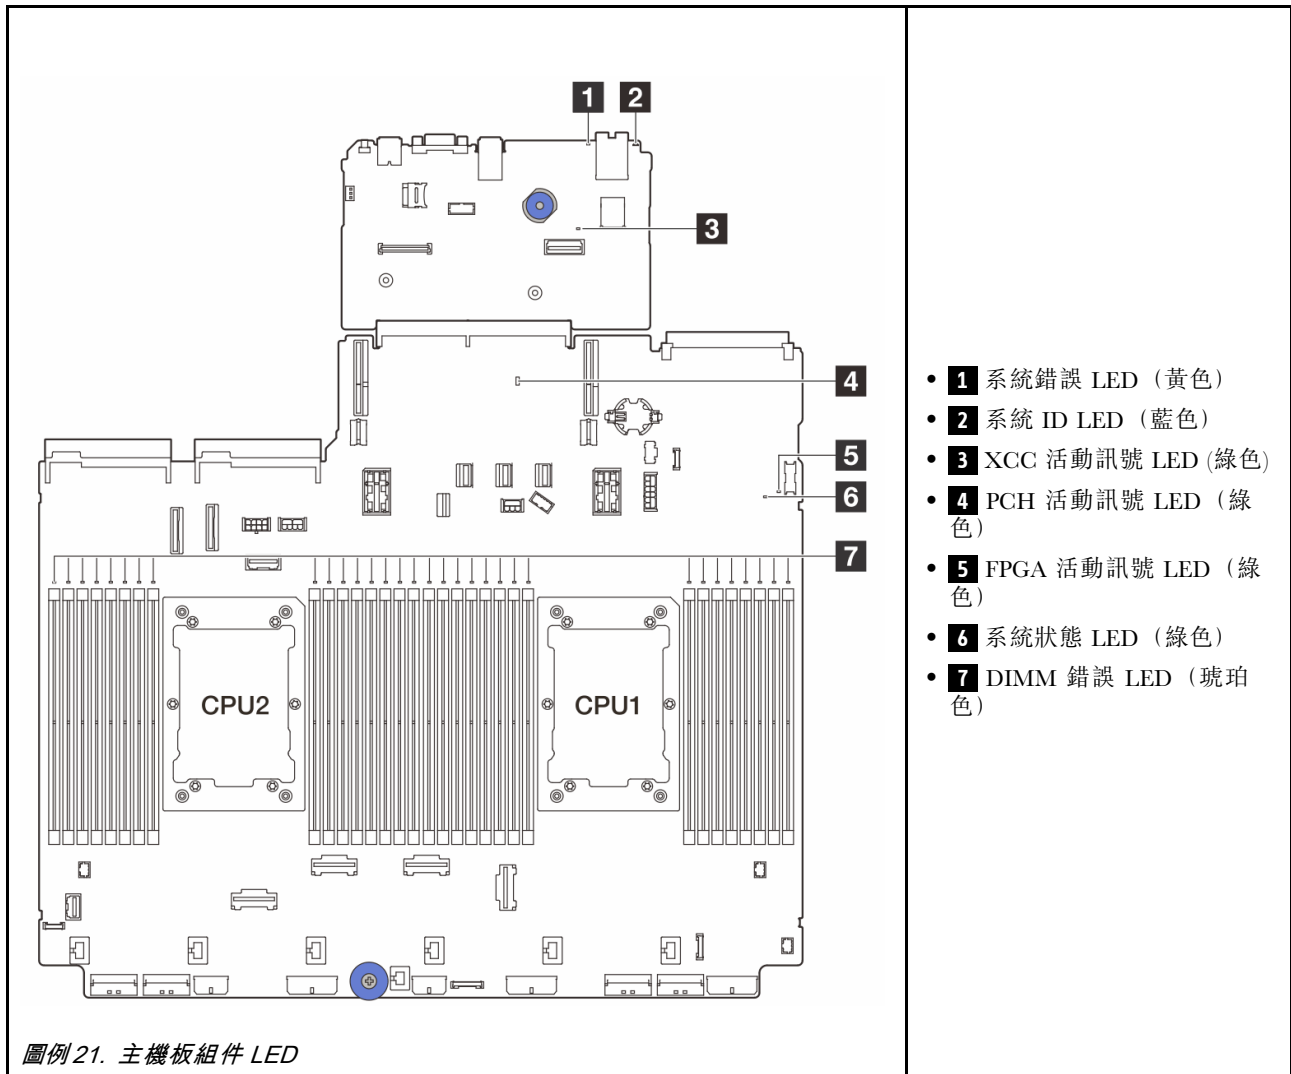 1 2
3
4
5
6
7
CPU2
CPU1
圖例 21. 主機板組件 LED
• 1 系統錯誤 LED（黃色）
• 2 系統 ID LED（藍色）
• 3 XCC 活動訊號 LED (綠色)
• 4 PCH 活動訊號 LED（綠
色）
• 5 FPGA 活動訊號 LED（綠
色）
• 6 系統狀態 LED（綠色）
• 7 DIMM 錯誤 LED（琥珀
色）